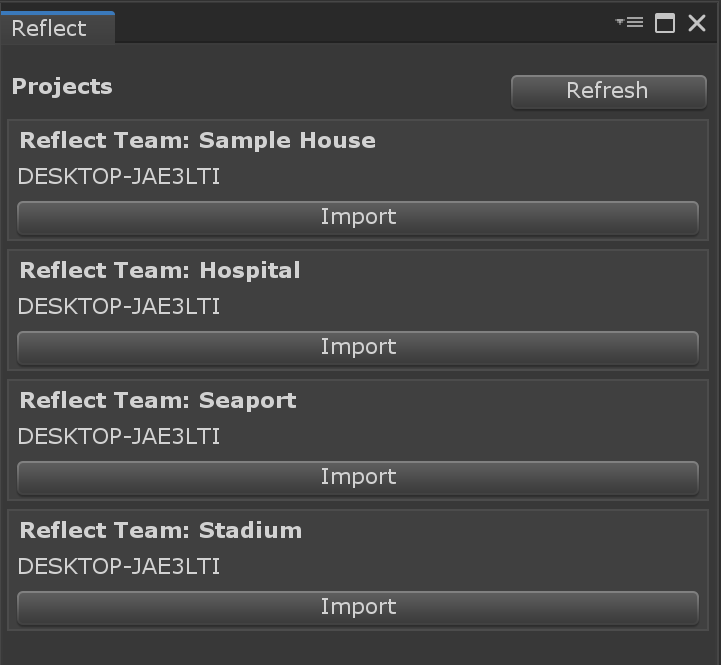 Reflect
Projects
Refresh
Reflect Team: Sample House
DESKTOP-JAE3LTI
Import
Reflect Team: Hospital
DESKTOP-JAE3LTI
Import
Reflect Team: Seaport
DESKTOP-JAE3LTI
Import
Reflect Team: Stadium
DESKTOP-JAE3LTI
Import